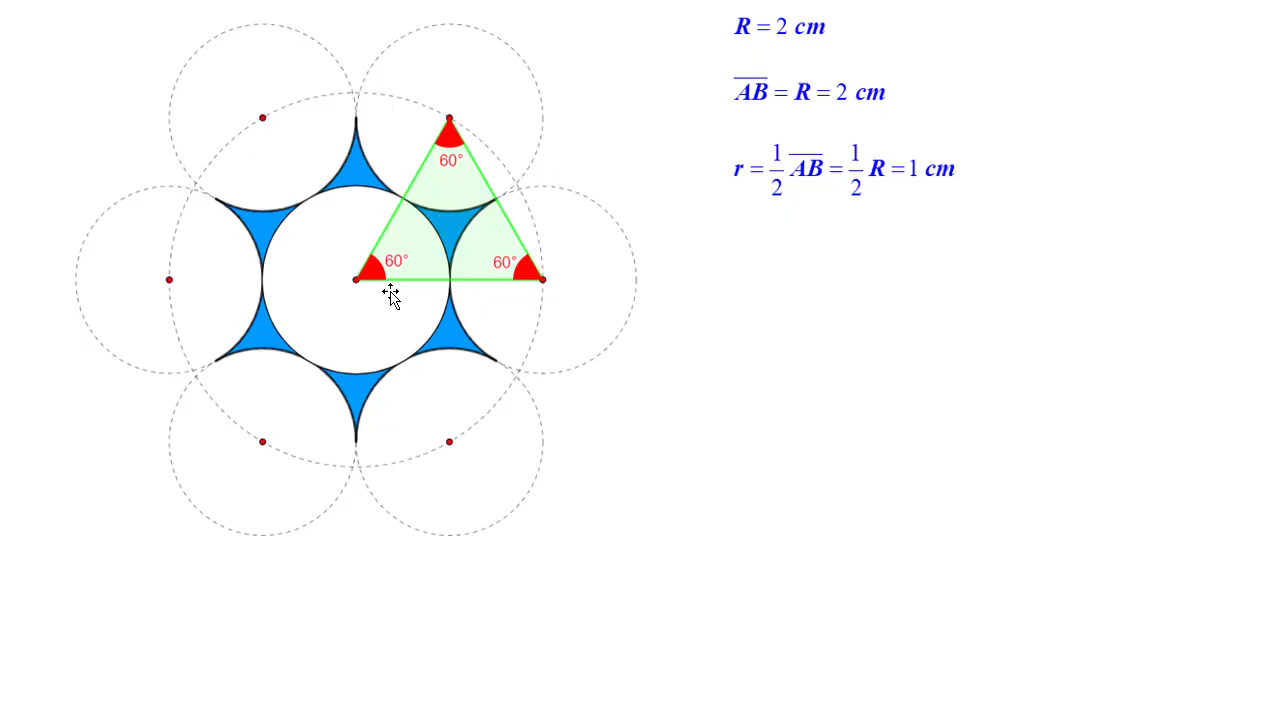 R = 2 cm
AB = R = 2 cm
r = 1/2 AB = 1/2 R = 1 cm
60°
60°
60°